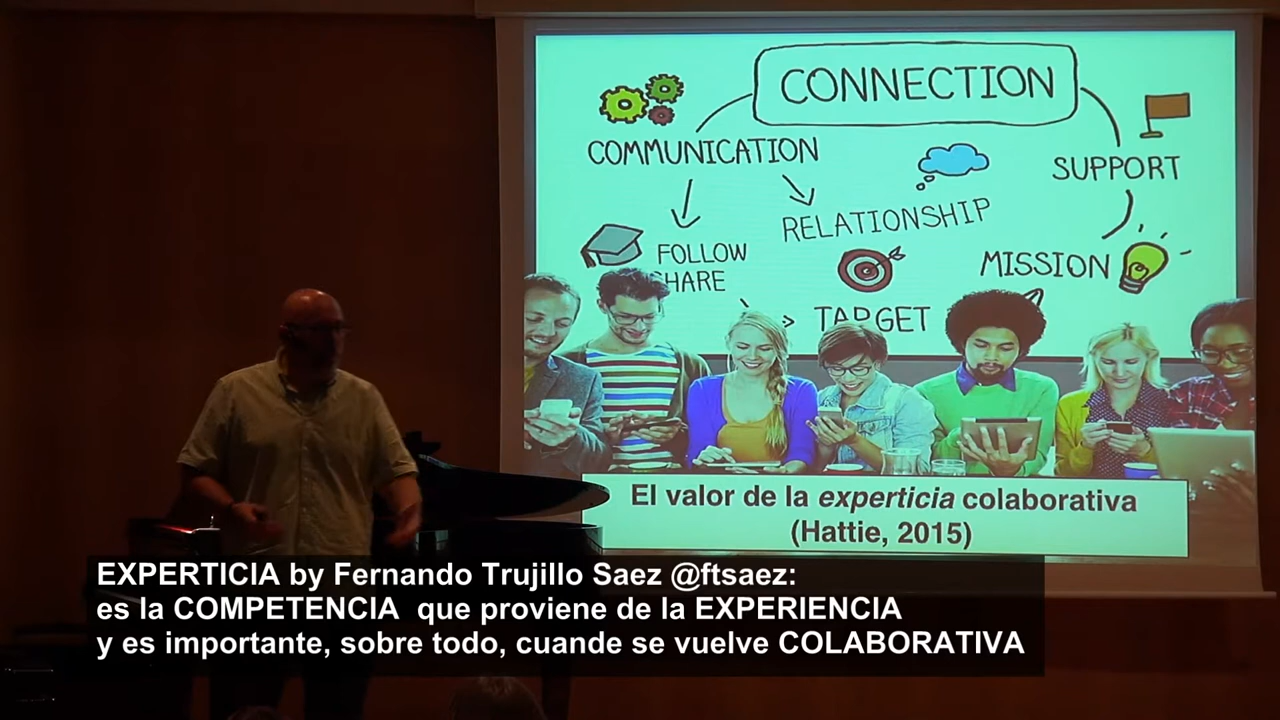 CONNECTION
COMMUNICATION
SUPPORT
RELATIONSHIP
FOLLOW
SHARE
MISSION
TARGET
El valor de la experticia colaborativa
(Hattie, 2015)
EXPERTICIA by Fernando Trujillo Saez @ftsaez:
es la COMPETENCIA que proviene de la EXPERIENCIA
y es importante, sobre todo, cuande se vuelve COLABORATIVA